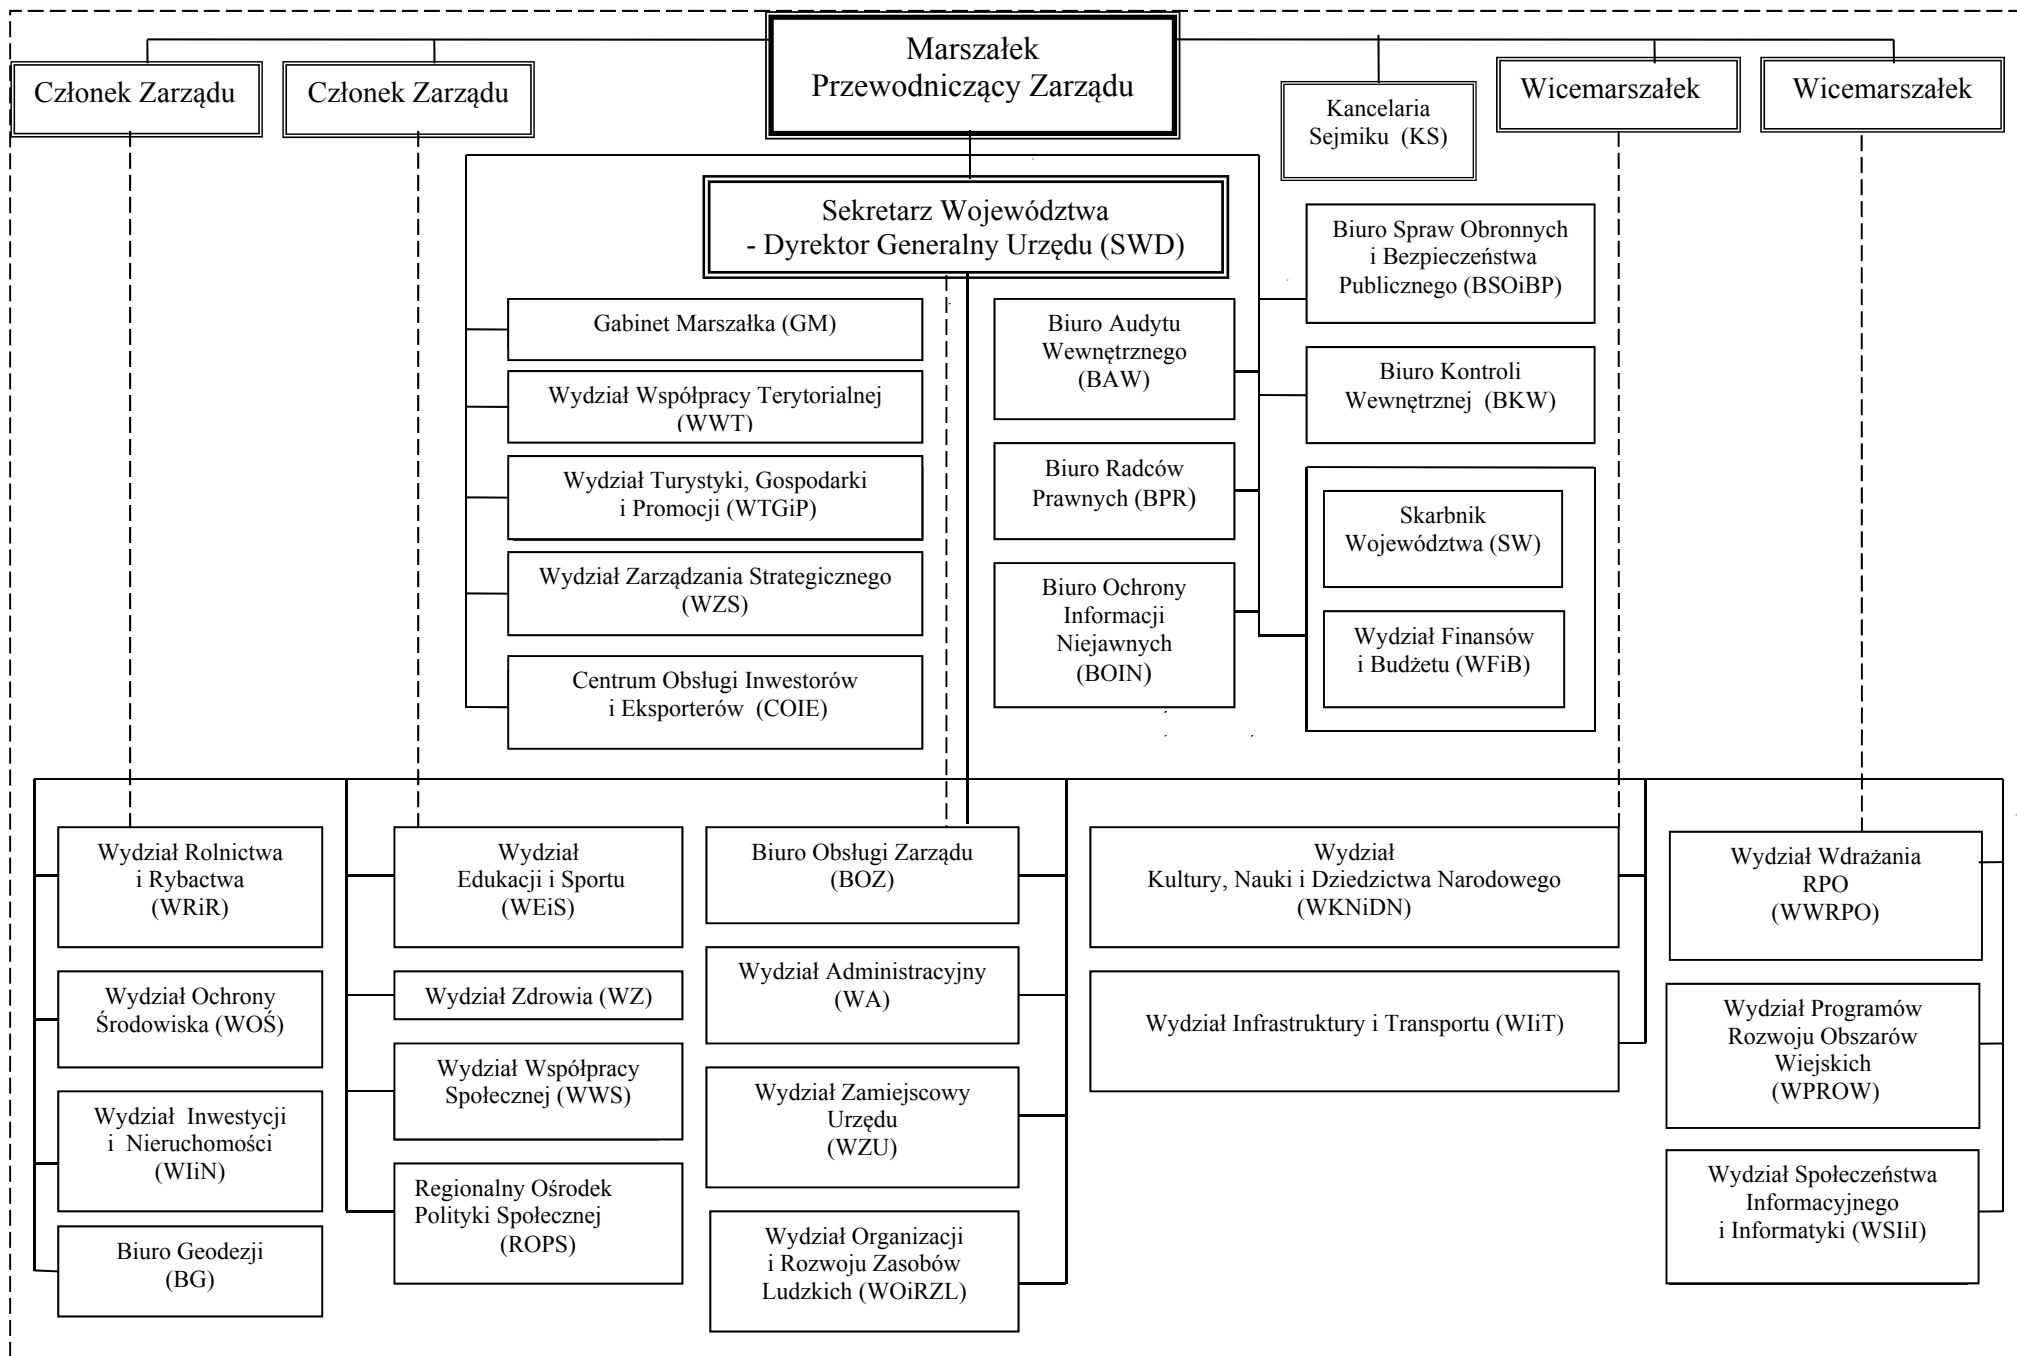 Marszałek
Przewodniczący Zarządu
Członek Zarządu
Członek Zarządu
Kancelaria
Sejmiku (KS)
Wicemarszałek
Wicemarszałek
Sekretarz Województwa
- Dyrektor Generalny Urzędu (SWD)
Gabinet Marszałka (GM)
Wydział Współpracy Terytorialnej
(WWT)
Wydział Turystyki, Gospodarki
i Promocji (WTGiP)
Wydział Zarządzania Strategicznego
(WZS)
Centrum Obsługi Inwestorów
i Eksporterów (COIE)
Biuro Audytu
Wewnętrznego
(BAW)
Biuro Radców
Prawnych (BPR)
Biuro Ochrony
Informacji
Niejawnych
(BOIN)
Biuro Spraw Obronnych
i Bezpieczeństwa
Publicznego (BSOiBP)
Biuro Kontroli
Wewnętrznej (BKW)
Skarbnik
Województwa (SW)
Wydział Finansów
i Budżetu (WFiB)
Wydział Rolnictwa
i Rybactwa
(WRiR)
Wydział Ochrony
Środowiska (WOŚ)
Wydział Inwestycji
i Nieruchomości
(WIiN)
Biuro Geodezji
(BG)
Wydział
Edukacji i Sportu
(WEiS)
Wydział Zdrowia (WZ)
Wydział Współpracy
Społecznej (WWS)
Regionalny Ośrodek
Polityki Społecznej
(ROPS)
Biuro Obsługi Zarządu
(BOZ)
Wydział Administracyjny
(WA)
Wydział Zamiejscowy
Urzędu
(WZU)
Wydział Organizacji
i Rozwoju Zasobów
Ludzkich (WOiRZL)
Wydział
Kultury, Nauki i Dziedzictwa Narodowego
(WKNiDN)
Wydział Infrastruktury i Transportu (WIiT)
Wydział Wdrażania
RPO
(WWRPO)
Wydział Programów
Rozwoju Obszarów
Wiejskich
(WPROW)
Wydział Społeczeństwa
Informacyjnego
i Informatyki (WSIiI)